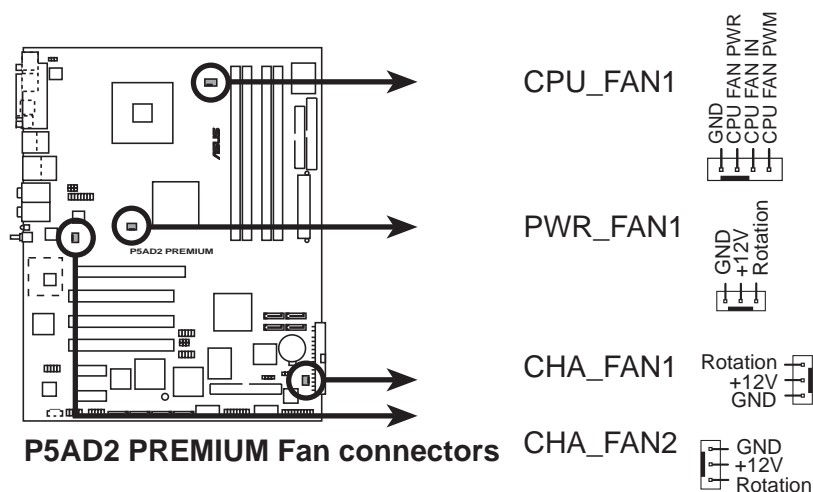 CPU_FAN1
GND
CPU FAN PWR
CPU FAN IN
CPU FAN PWM
ASUS
PWR_FAN1
GND
+12V
Rotation
P5AD2 PREMIUM
CHA_FAN1
Rotation
+12V
GND
CHA_FAN2
GND
+12V
Rotation
P5AD2 PREMIUM Fan connectors